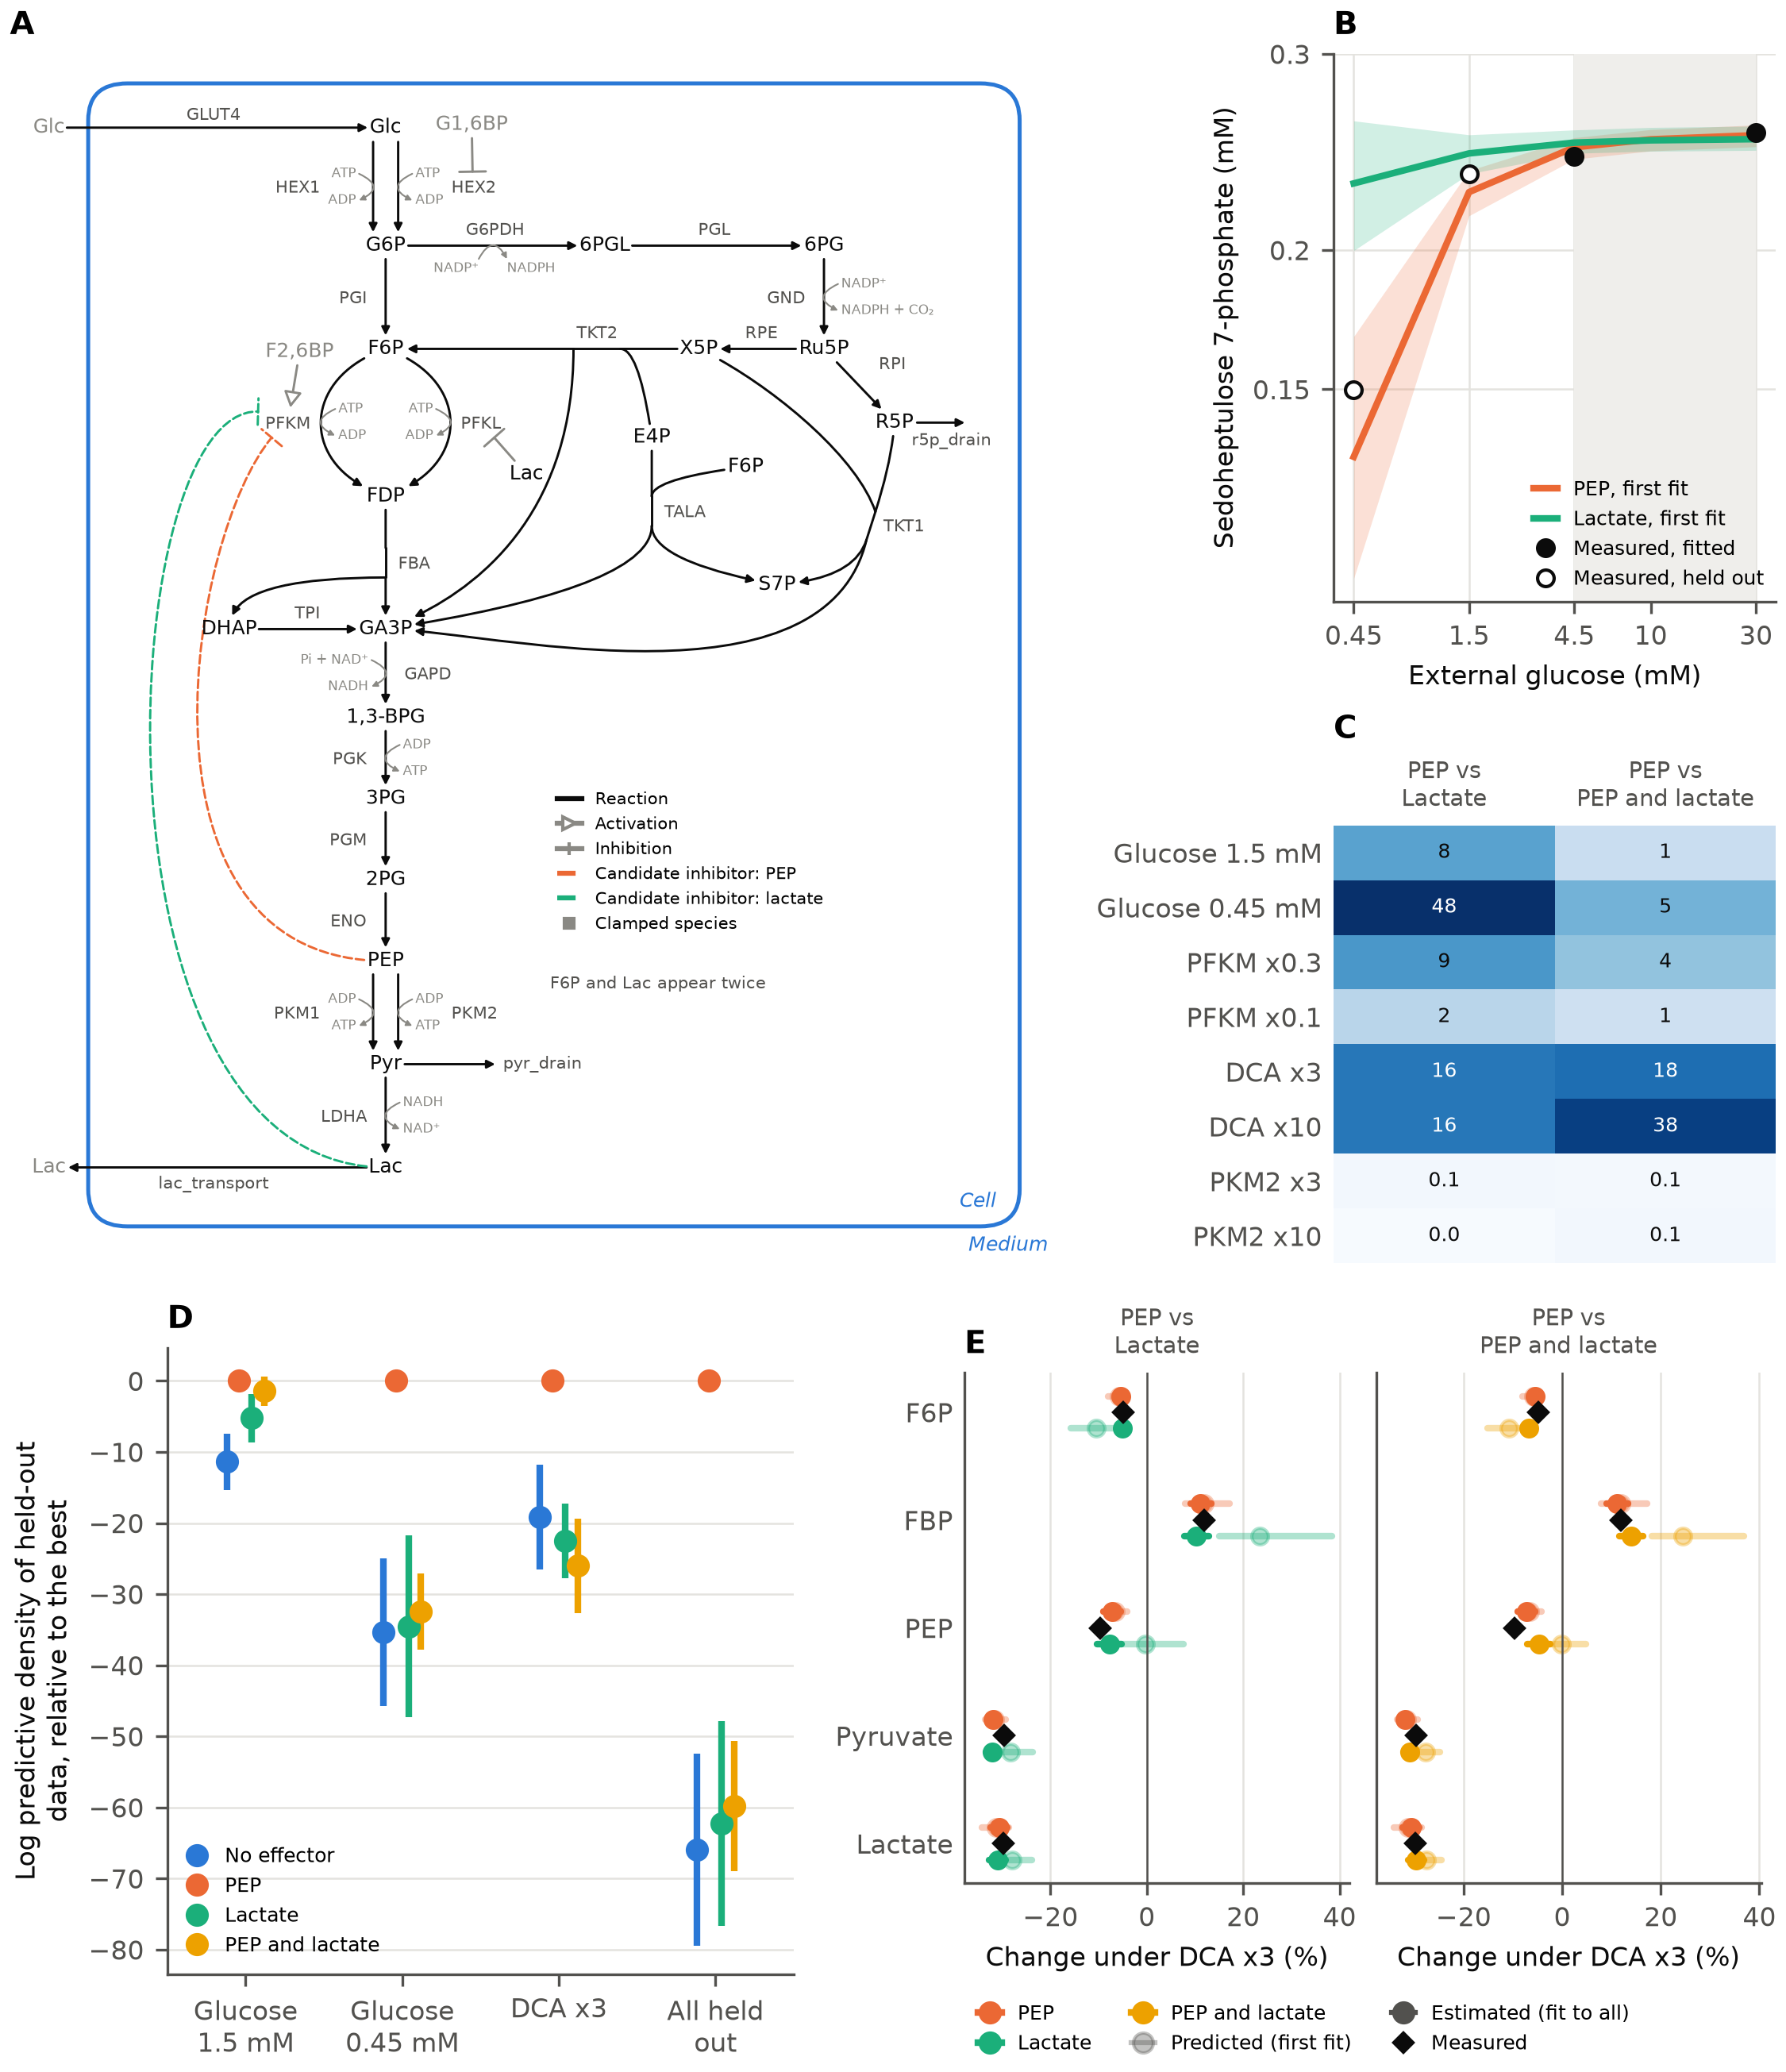 A
Glc
GLUT4
Glc
G1,6BP
HEX1
ATP
ADP
ATP
ADP
HEX2
G6P
G6PDH
NADP⁺
NADPH
6PGL
PGL
6PG
PGI
GND
NADP⁺
NADPH + CO₂
F2,6BP
F6P
TKT2
X5P
RPE
Ru5P
RPI
PFKM
ATP
ADP
ATP
ADP
PFKL
Lac
E4P
F6P
R5P
r5p_drain
FDP
TALA
TKT1
FBA
S7P
DHAP
TPI
GA3P
Pi + NAD⁺
NADH
GAPD
1,3-BPG
PGK
ADP
ATP
3PG
PGM
2PG
ENO
PEP
PKM1
ADP
ATP
ADP
ATP
PKM2
Pyr
pyr_drain
LDHA
NADH
NAD⁺
Lac
lac_transport
Lac
Reaction
Activation
Inhibition
Candidate inhibitor: PEP
Candidate inhibitor: lactate
Clamped species
F6P and Lac appear twice
Cell
Medium
B
Sedoheptulose 7-phosphate (mM)
0.3
0.2
0.15
PEP, first fit
Lactate, first fit
Measured, fitted
Measured, held out
0.45 1.5 4.5 10 30
External glucose (mM)
C
PEP vs
Lactate
PEP vs
PEP and lactate
Glucose 1.5 mM 8 1
Glucose 0.45 mM 48 5
PFKM x0.3 9 4
PFKM x0.1 2 1
DCA x3 16 18
DCA x10 16 38
PKM2 x3 0.1 0.1
PKM2 x10 0.0 0.1
D
Log predictive density of held-out
data, relative to the best
0
−10
−20
−30
−40
−50
−60
−70
−80
No effector
PEP
Lactate
PEP and lactate
Glucose
1.5 mM
Glucose
0.45 mM
DCA x3
All held
out
E
PEP vs
Lactate
PEP vs
PEP and lactate
F6P
FBP
PEP
Pyruvate
Lactate
−20 0 20 40
−20 0 20 40
Change under DCA x3 (%)
Change under DCA x3 (%)
PEP
Lactate
PEP and lactate
Predicted (first fit)
Estimated (fit to all)
Measured